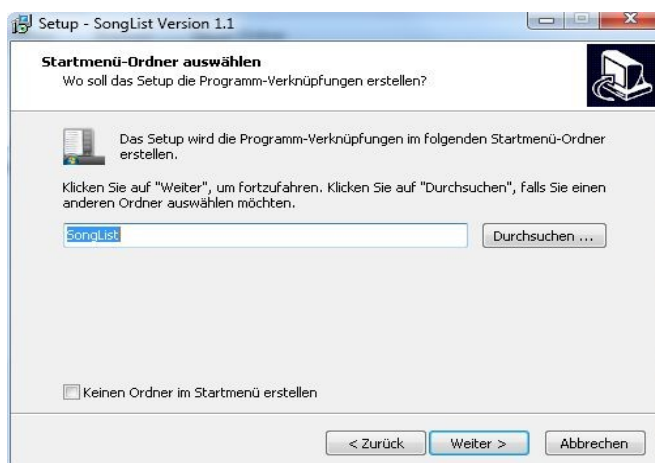 Setup - SongList Version 1.1
Startmenü-Ordner auswählen
Wo soll das Setup die Programm-Verknüpfungen erstellen?
Das Setup wird die Programm-Verknüpfungen im folgenden Startmenü-Ordner
erstellen.
Klicken Sie auf "Weiter", um fortzufahren. Klicken Sie auf "Durchsuchen", falls Sie einen
anderen Ordner auswählen möchten.
SongList
Durchsuchen ...
Keinen Ordner im Startmenü erstellen
< Zurück
Weiter >
Abbrechen